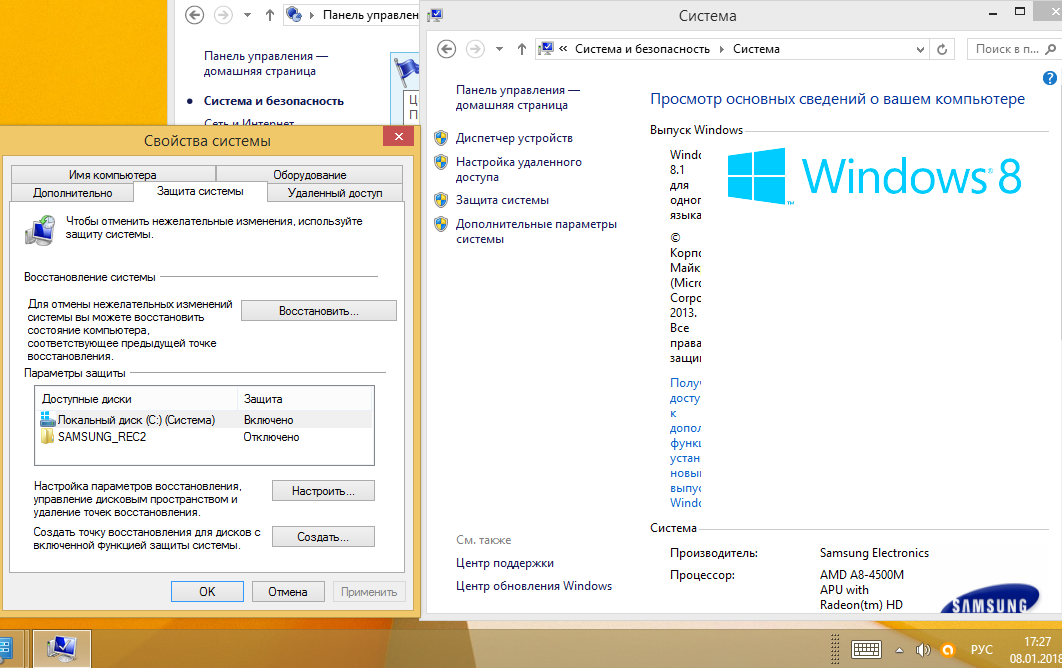 Панель управлен
Панель управления —
домашняя страница
Система и безопасность
Сеть и Интернет
Ц
П
Свойства системы
Имя компьютера
Оборудование
Дополнительно
Защита системы
Удаленный доступ
Чтобы отменить нежелательные изменения, используйте
защиту системы.
Восстановление системы
Для отмены нежелательных изменений
системы вы можете восстановить
состояние компьютера,
соответствующее предыдущей точке
восстановления.
Восстановить...
Параметры защиты
Доступные диски
Защита
Локальный диск (C:) (Система)
Включено
SAMSUNG_REC2
Отключено
Настройка параметров восстановления,
управление дисковым пространством и
удаление точек восстановления.
Настроить...
Создать точку восстановления для дисков с
включенной функцией защиты системы.
Создать...
OK
Отмена
Применить
Система
« Система и безопасность
Система
Поиск в п...
Панель управления —
домашняя страница
Диспетчер устройств
Настройка удаленного
доступа
Защита системы
Дополнительные параметры
системы
См. также
Центр поддержки
Центр обновления Windows
Просмотр основных сведений о вашем компьютере
Выпуск Windows
Windo
8.1
для
одног
языка
©
Корпо
Майк
(Micro
Corpo
2013.
Все
права
защи
Получ
досту
к
допол
функц
устан
новы
выпус
Windo
Windows® 8
™
Система
Производитель:
Samsung Electronics
Процессор:
AMD A8-4500M
APU with
Radeon(tm) HD
SAMSUNG
РУС
17:27
08.01.2018